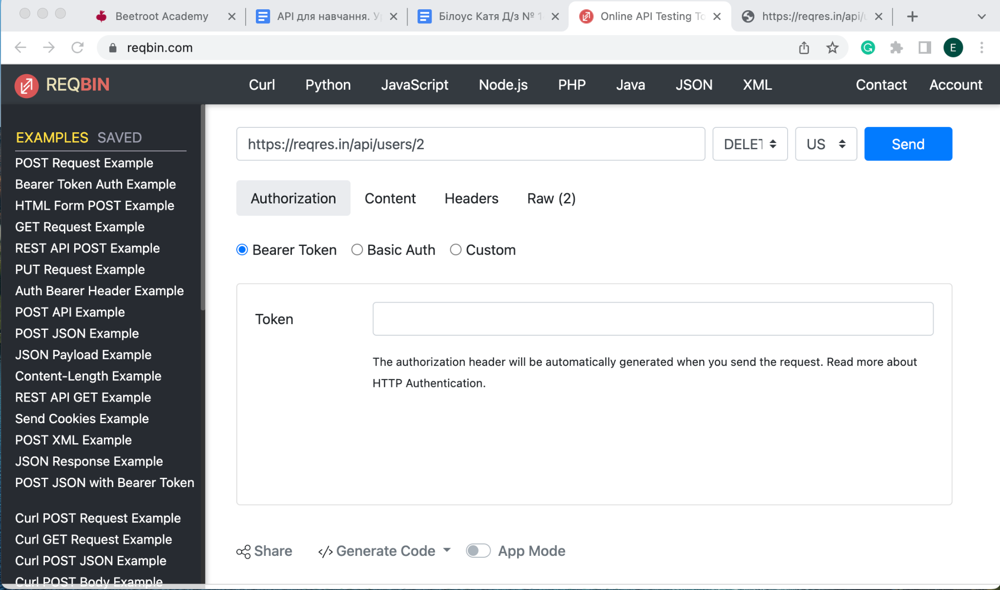 Beetroot Academy
API для навчання. У
Білоус Катя Д/з № 1
Online API Testing To
https://reqres.in/api/u
reqbin.com
E
REQBIN
Curl
Python
JavaScript
Node.js
PHP
Java
JSON
XML
Contact
Account
EXAMPLES SAVED
POST Request Example
Bearer Token Auth Example
HTML Form POST Example
GET Request Example
REST API POST Example
PUT Request Example
Auth Bearer Header Example
POST API Example
POST JSON Example
JSON Payload Example
Content-Length Example
REST API GET Example
Send Cookies Example
POST XML Example
JSON Response Example
POST JSON with Bearer Token
Curl POST Request Example
Curl GET Request Example
Curl POST JSON Example
Curl POST Body Example
https://reqres.in/api/users/2
DELET
US
Send
Authorization
Content
Headers
Raw (2)
Bearer Token
Basic Auth
Custom
Token
The authorization header will be automatically generated when you send the request. Read more about
HTTP Authentication.
Share
</> Generate Code
App Mode